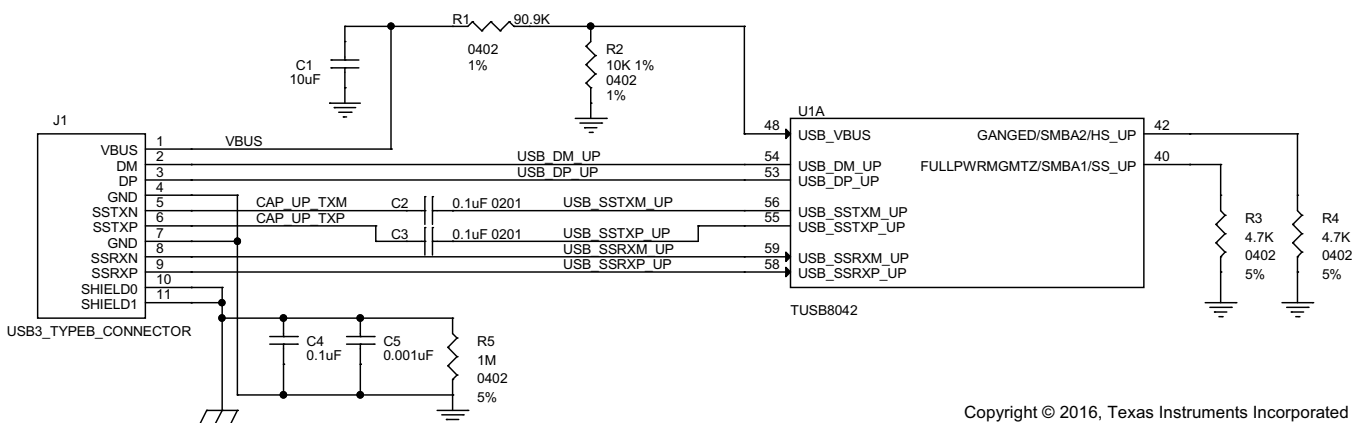 R1 90.9K
0402
1%
C1
10uF
R2
10K 1%
0402
1%
J1
USB3_TYPEB_CONNECTOR
VBUS 1 VBUS
DM 2 USB_DM_UP
DP 3 USB_DP_UP
GND 4
SSTXN 5 CAP_UP_TXM C2 0.1uF 0201 USB_SSTXM_UP
SSTXP 6 CAP_UP_TXP C3 0.1uF 0201 USB_SSTXP_UP
GND 7
SSRXN 8 USB_SSRXM_UP
SSRXP 9 USB_SSRXP_UP
SHIELD0 10
SHIELD1 11
U1A
48 USB_VBUS
54 USB_DM_UP
53 USB_DP_UP
56 USB_SSTXM_UP
55 USB_SSTXP_UP
59 USB_SSRXM_UP
58 USB_SSRXP_UP
GANGED/SMBA2/HS_UP 42
FULLPWRMGMTZ/SMBA1/SS_UP 40
TUSB8042
R3
4.7K
0402
5%
R4
4.7K
0402
5%
C4
0.1uF
C5
0.001uF
R5
1M
0402
5%
Copyright © 2016, Texas Instruments Incorporated